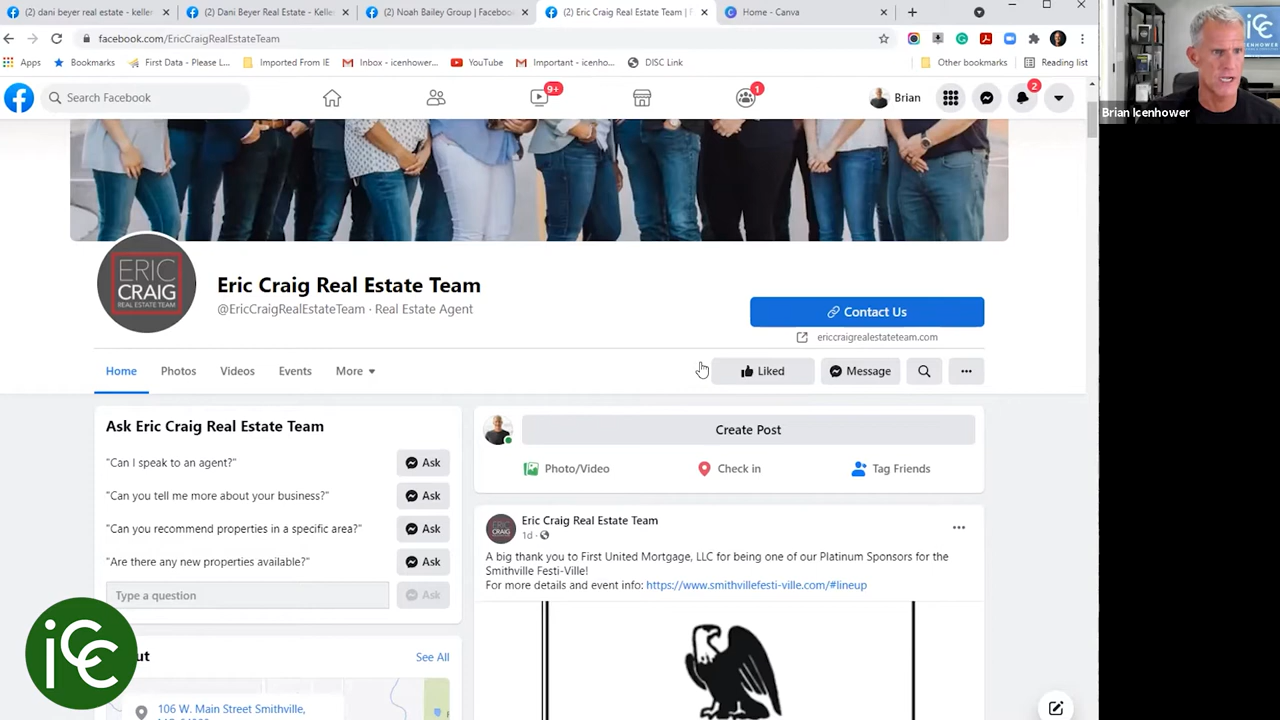 (2) dani beyer real estate - keller
(2) Dani Beyer Real Estate - Kelle
(2) Noah Bailey Group | Facebook
(2) Eric Craig Real Estate Team | F
Home - Canva
facebook.com/EricCraigRealEstateTeam
Apps
Bookmarks
First Data - Please L...
Imported From IE
Inbox - icenhower...
YouTube
Important - icenho...
DISC Link
Other bookmarks
Reading list
iCC
Brian Icenhower
Search Facebook
9+
1
Brian
2
ERIC
CRAIG
REAL ESTATE TEAM
Eric Craig Real Estate Team
@EricCraigRealEstateTeam · Real Estate Agent
Contact Us
ericcraigrealestateteam.com
Home
Photos
Videos
Events
More
Liked
Message
Ask Eric Craig Real Estate Team
"Can I speak to an agent?"
Ask
"Can you tell me more about your business?"
Ask
"Can you recommend properties in a specific area?"
Ask
"Are there any new properties available?"
Ask
Type a question
Ask
Create Post
Photo/Video
Check in
Tag Friends
ERIC
CRAIG
Eric Craig Real Estate Team
1d ·
A big thank you to First United Mortgage, LLC for being one of our Platinum Sponsors for the
Smithville Festi-Ville!
For more details and event info: https://www.smithvillefesti-ville.com/#lineup
iCC
ut
See All
106 W. Main Street Smithville,